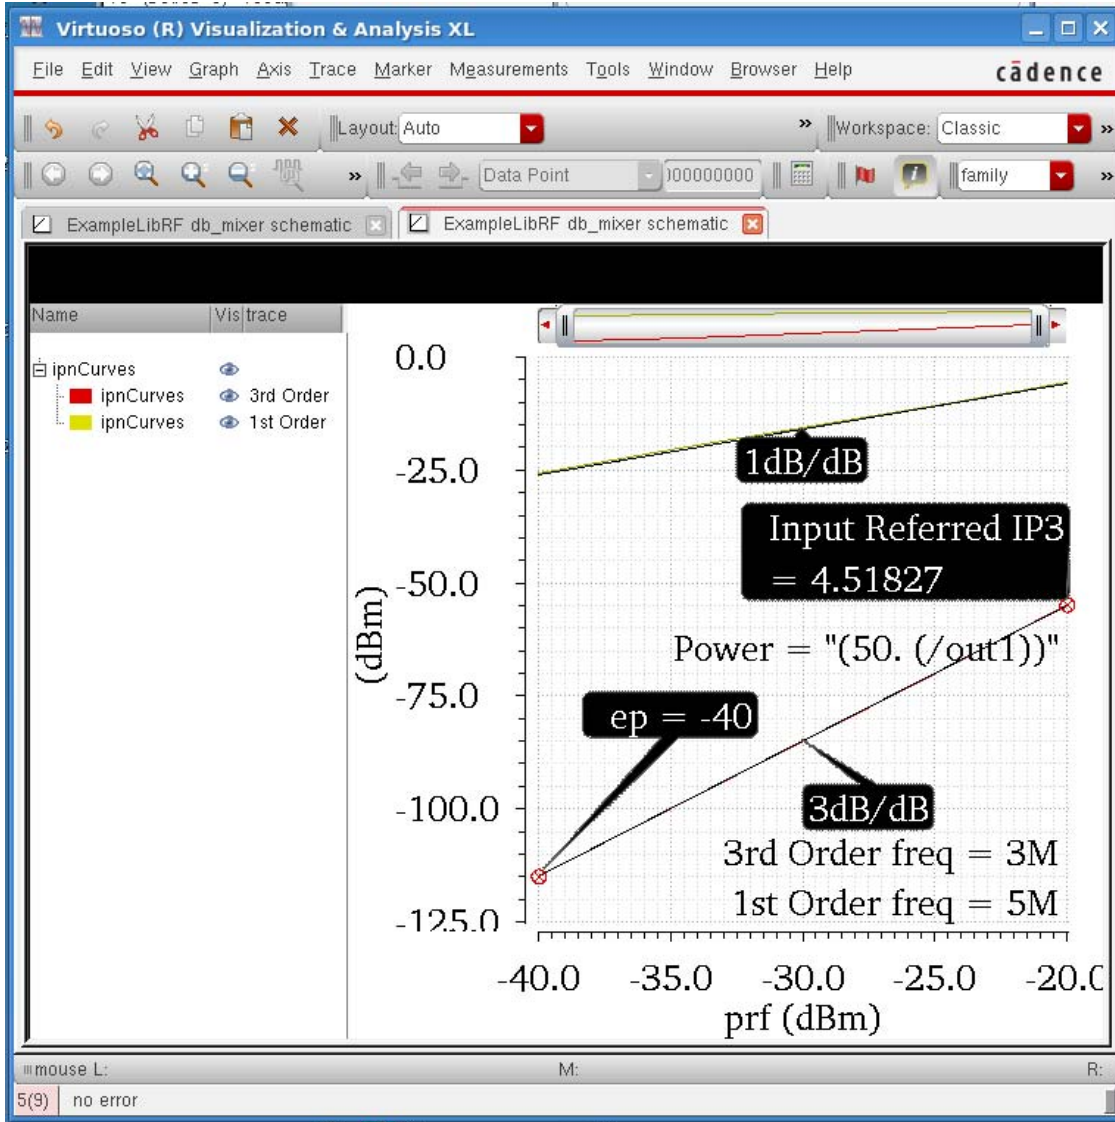 Virtuoso (R) Visualization & Analysis XL
File Edit View Graph Axis Trace Marker Measurements Tools Window Browser Help
cādence
Layout: Auto
Workspace: Classic
Data Point
)00000000
family
ExampleLibRF db_mixer schematic
ExampleLibRF db_mixer schematic
Name Vis trace
ipnCurves
ipnCurves 3rd Order
ipnCurves 1st Order
0.0
-25.0
-50.0
-75.0
-100.0
-125.0
(dBm)
1dB/dB
Input Referred IP3
= 4.51827
Power = "(50. (/out1))"
ep = -40
3dB/dB
3rd Order freq = 3M
1st Order freq = 5M
-40.0 -35.0 -30.0 -25.0 -20.0
prf (dBm)
mouse L: M: R:
5(9) no error